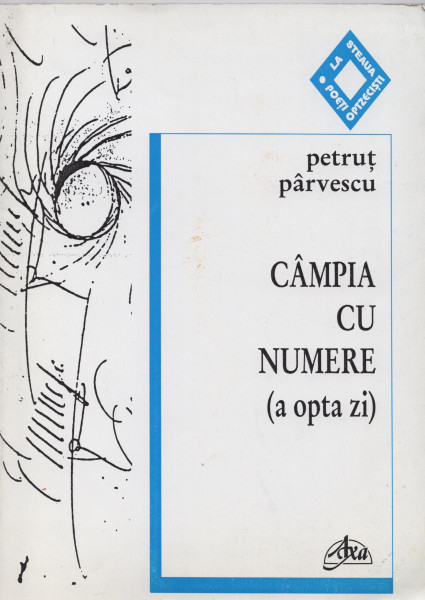 LA STEAUA
POEȚI OPTZECIȘTI
petruț
pârvescu
CÂMPIA
CU
NUMERE
(a opta zi)
Axa